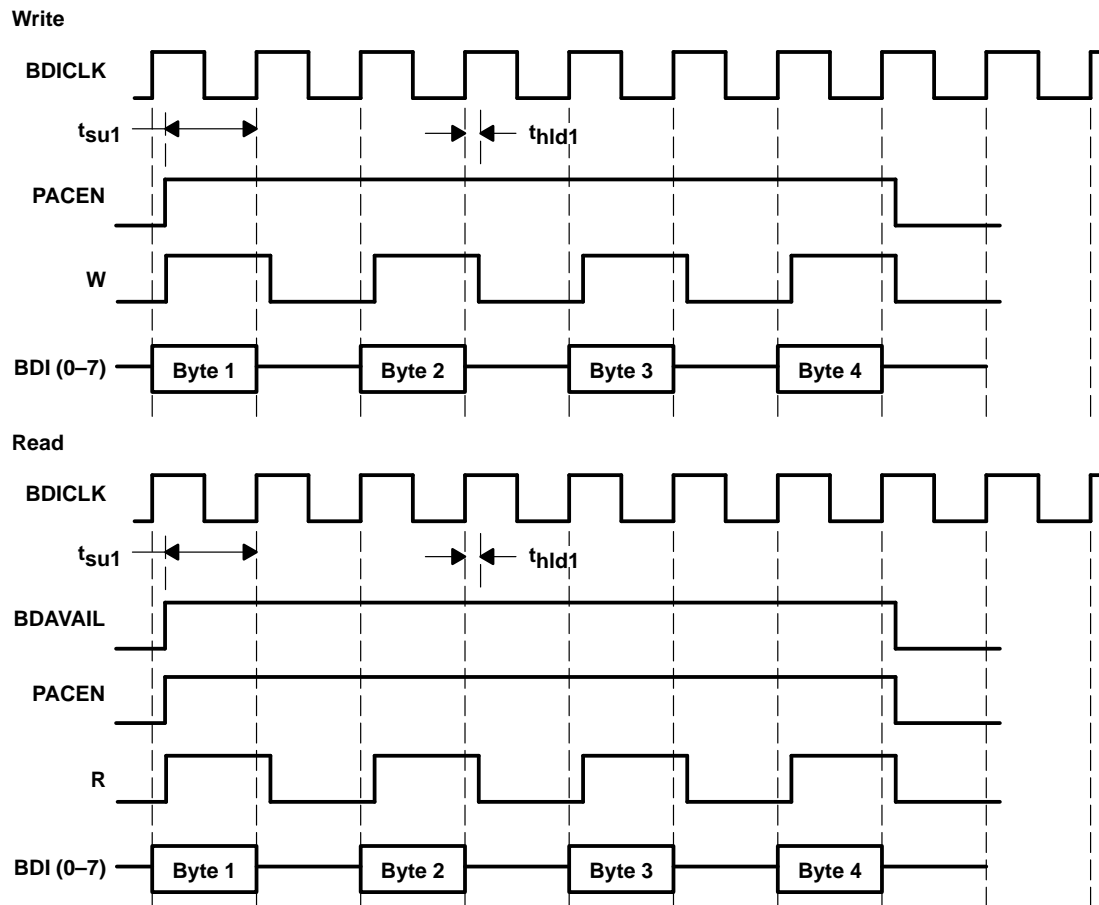 Write
BDICLK
tsu1
thld1
PACEN
W
BDI (0–7) Byte 1 Byte 2 Byte 3 Byte 4
Read
BDICLK
tsu1
thld1
BDAVAIL
PACEN
R
BDI (0–7) Byte 1 Byte 2 Byte 3 Byte 4